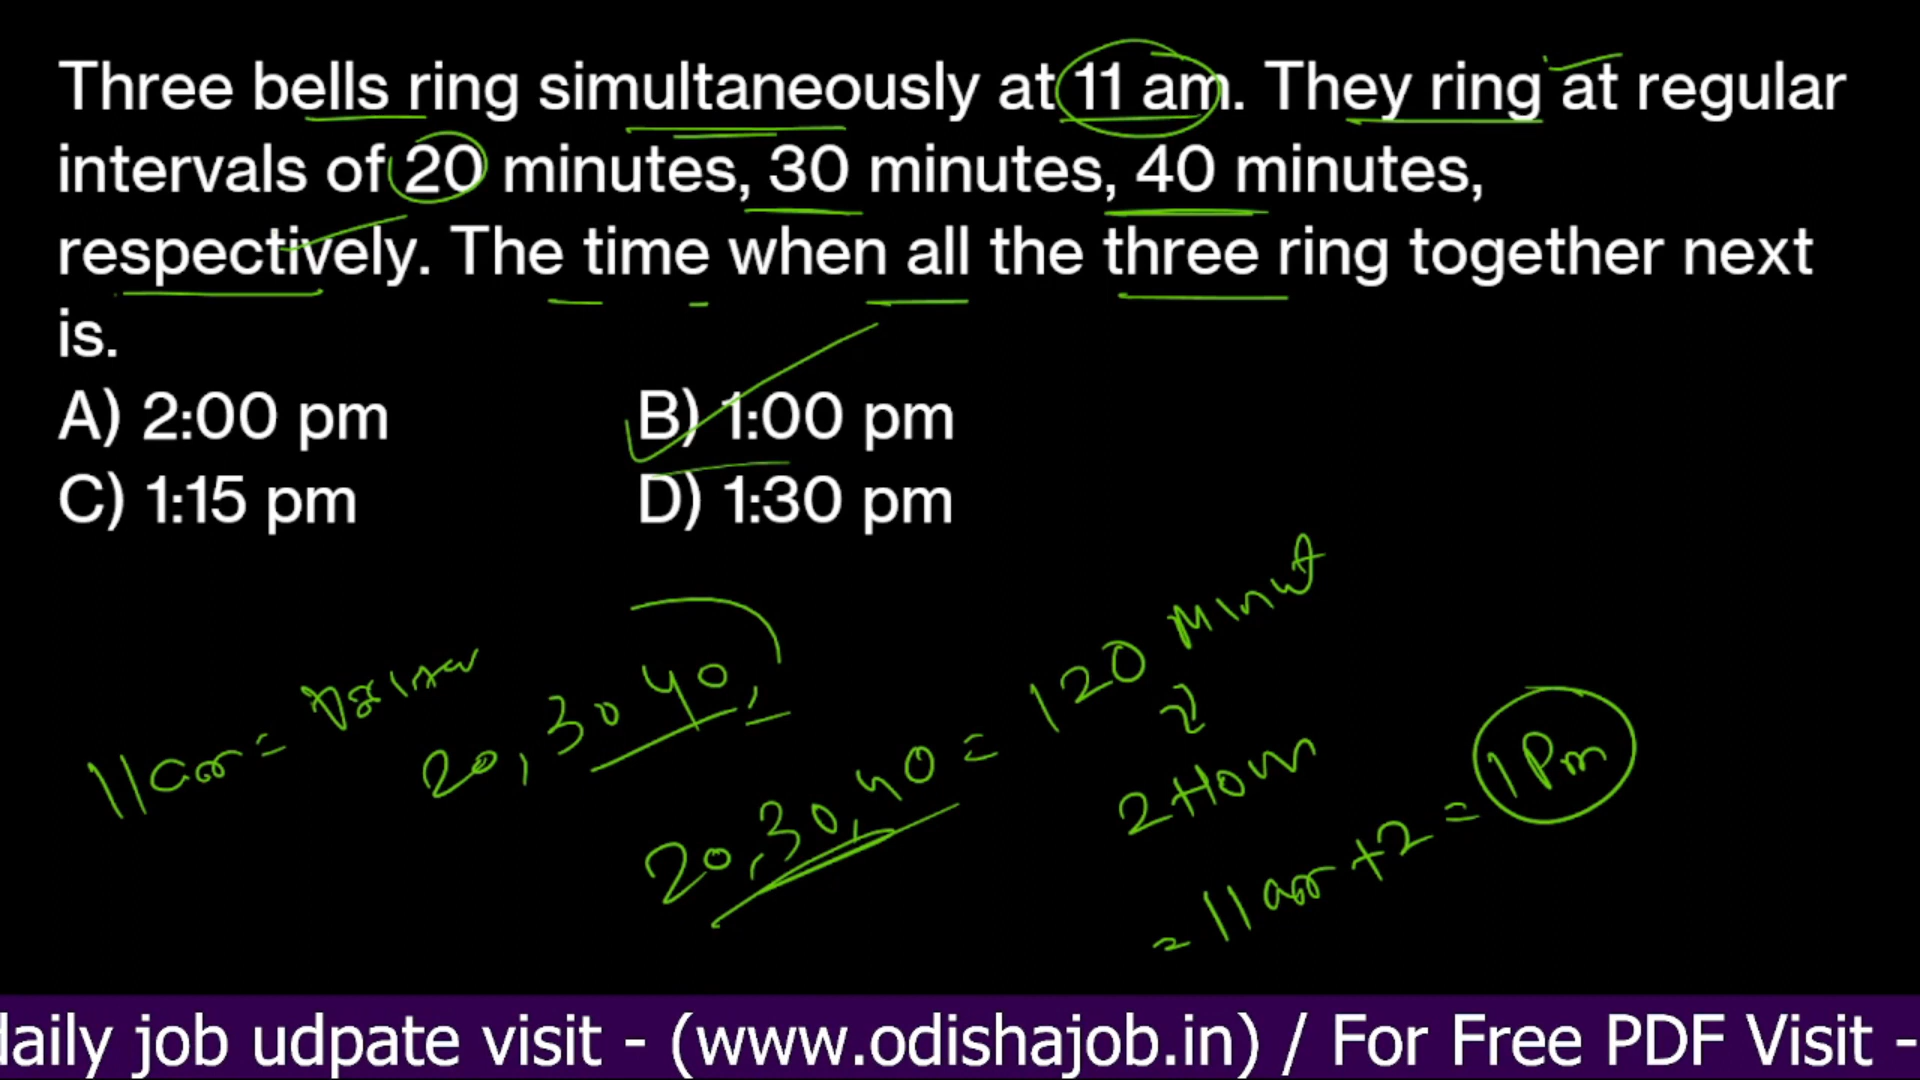 Three bells ring simultaneously at 11 am. They ring at regular
intervals of 20 minutes, 30 minutes, 40 minutes,
respectively. The time when all the three ring together next
is.
A) 2:00 pm B) 1:00 pm
C) 1:15 pm D) 1:30 pm
11am =
20, 30 40,
20, 30, 40 = 120 Minut
2 Hour
= 11am + 2 = 1 Pm
daily job udpate visit - (www.odishajob.in) / For Free PDF Visit -